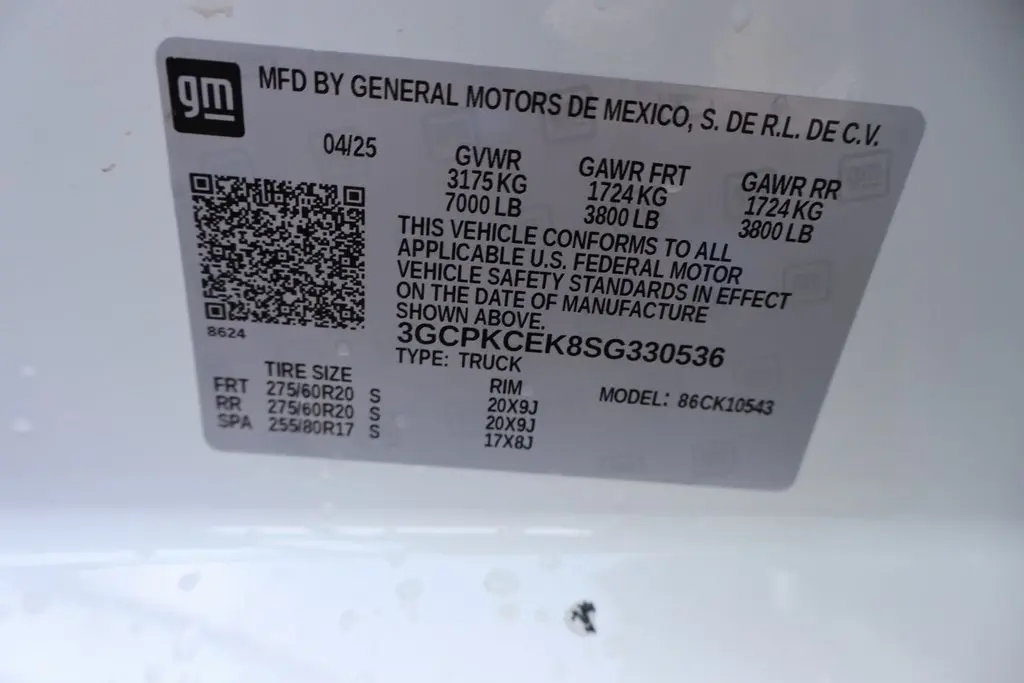 gm
MFD BY GENERAL MOTORS DE MEXICO, S. DE R.L. DE C.V.
04/25
GVWR GAWR FRT GAWR RR
3175 KG 1724 KG 1724 KG
7000 LB 3800 LB 3800 LB
THIS VEHICLE CONFORMS TO ALL
APPLICABLE U.S. FEDERAL MOTOR
VEHICLE SAFETY STANDARDS IN EFFECT
ON THE DATE OF MANUFACTURE
SHOWN ABOVE.
8624
3GCPKCEK8SG330536
TYPE: TRUCK
TIRE SIZE RIM MODEL: 86CK10543
FRT 275/60R20 S 20X9J
RR 275/60R20 S 20X9J
SPA 255/80R17 S 17X8J